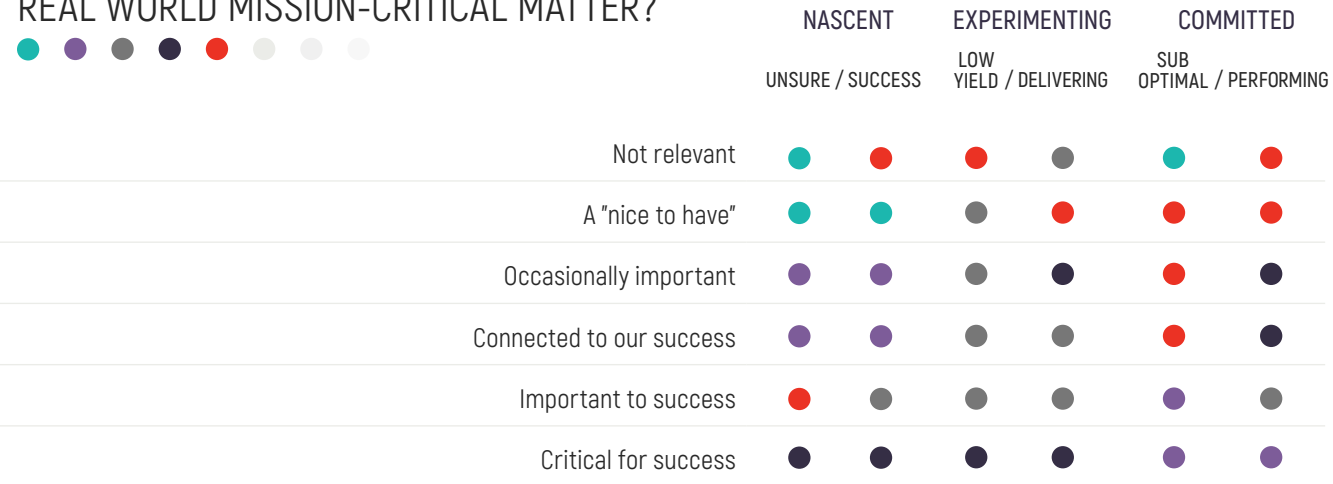 REAL WORLD MISSION-CRITICAL MATTER?
NASCENT EXPERIMENTING COMMITTED
UNSURE / SUCCESS LOW YIELD / DELIVERING SUB OPTIMAL / PERFORMING
Not relevant
A "nice to have"
Occasionally important
Connected to our success
Important to success
Critical for success